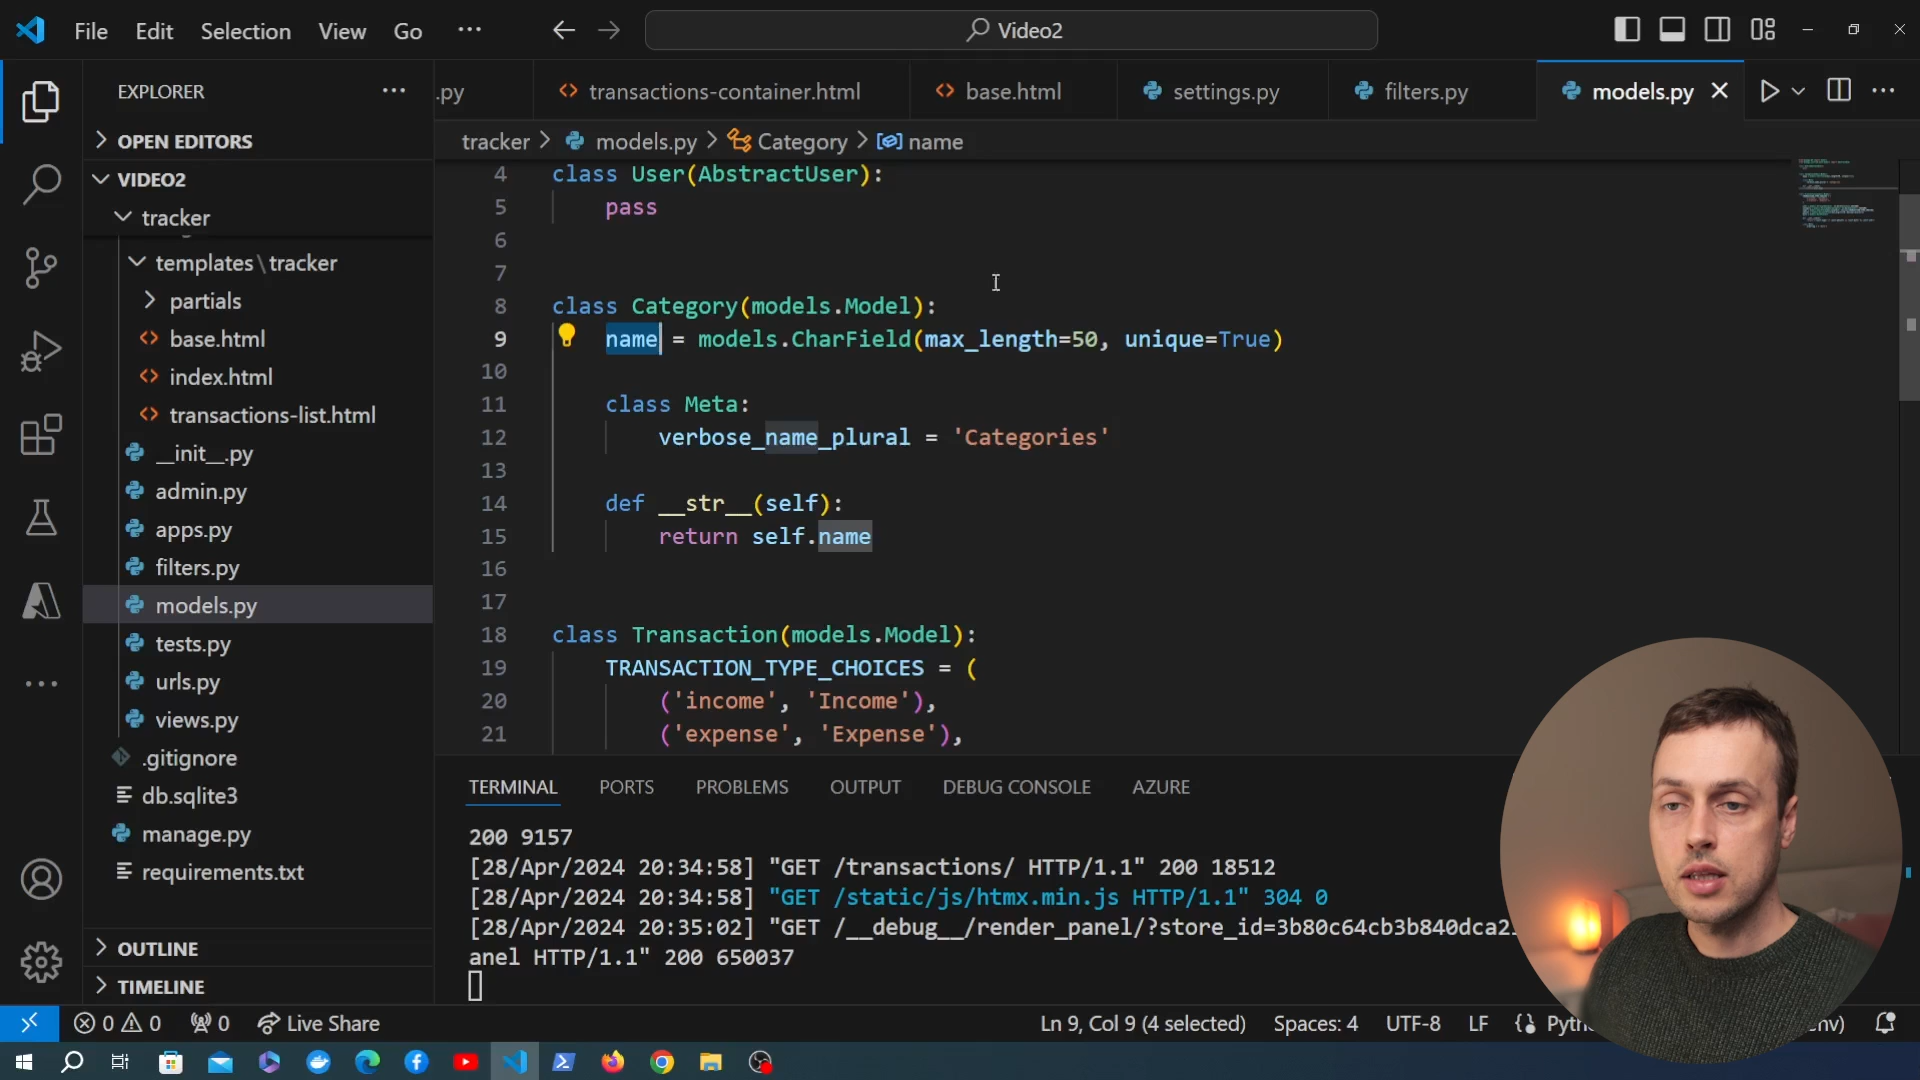 File Edit Selection View Go ...
Video2
EXPLORER
OPEN EDITORS
VIDEO2
tracker
templates\tracker
partials
base.html
index.html
transactions-list.html
__init__.py
admin.py
apps.py
filters.py
models.py
tests.py
urls.py
views.py
.gitignore
db.sqlite3
manage.py
requirements.txt
OUTLINE
TIMELINE
.py transactions-container.html base.html settings.py filters.py models.py
tracker > models.py > Category > name
4 class User(AbstractUser):
5 pass
6
7
8 class Category(models.Model):
9 name = models.CharField(max_length=50, unique=True)
10
11 class Meta:
12 verbose_name_plural = 'Categories'
13
14 def __str__(self):
15 return self.name
16
17
18 class Transaction(models.Model):
19 TRANSACTION_TYPE_CHOICES = (
20 ('income', 'Income'),
21 ('expense', 'Expense'),
TERMINAL PORTS PROBLEMS OUTPUT DEBUG CONSOLE AZURE
200 9157
[28/Apr/2024 20:34:58] "GET /transactions/ HTTP/1.1" 200 18512
[28/Apr/2024 20:34:58] "GET /static/js/htmx.min.js HTTP/1.1" 304 0
[28/Apr/2024 20:35:02] "GET /__debug__/render_panel/?store_id=3b80c64cb3b840dca2
anel HTTP/1.1" 200 650037
0 0 0 Live Share Ln 9, Col 9 (4 selected) Spaces: 4 UTF-8 LF